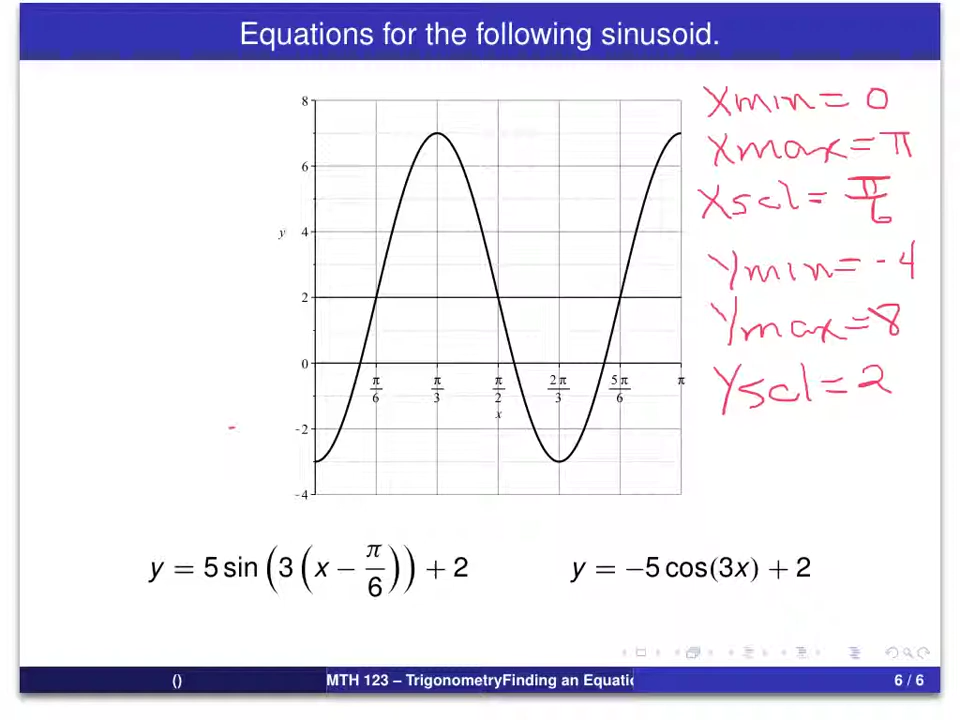 Equations for the following sinusoid.
8
6
y 4
2
0
-2
-4
π/6 π/3 π/2 2π/3 5π/6 π
x
Xmin = 0
Xmax = π
Xscl = π/6
Ymin = -4
Ymax = 8
Yscl = 2
y = 5 sin(3(x − π/6)) + 2
y = −5 cos(3x) + 2
() MTH 123 – Trigonometry Finding an Equati 6 / 6